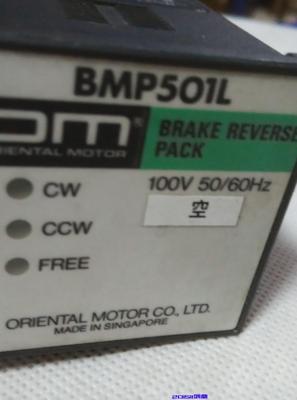 BMP501L
OM®
BRAKE REVERSE
PACK
ORIENTAL MOTOR
CW
100V 50/60Hz
空
CCW
FREE
ORIENTAL MOTOR CO., LTD.
MADE IN SINGAPORE